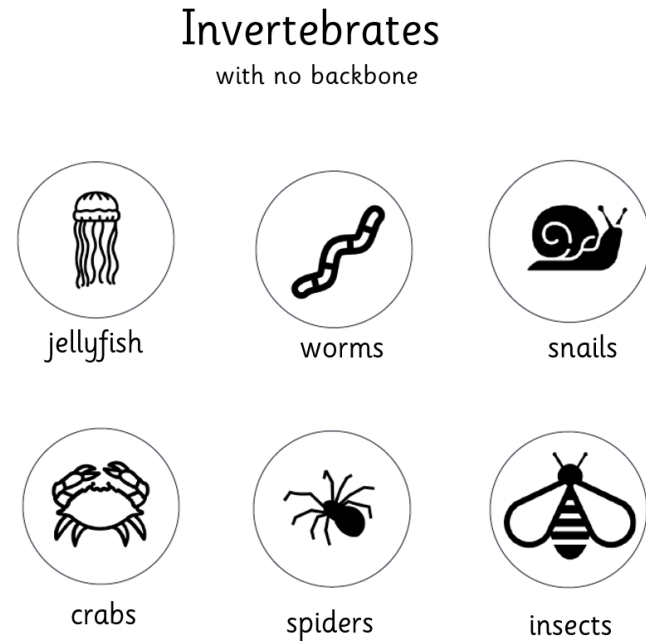 Invertebrates
with no backbone
jellyfish
worms
snails
crabs
spiders
insects